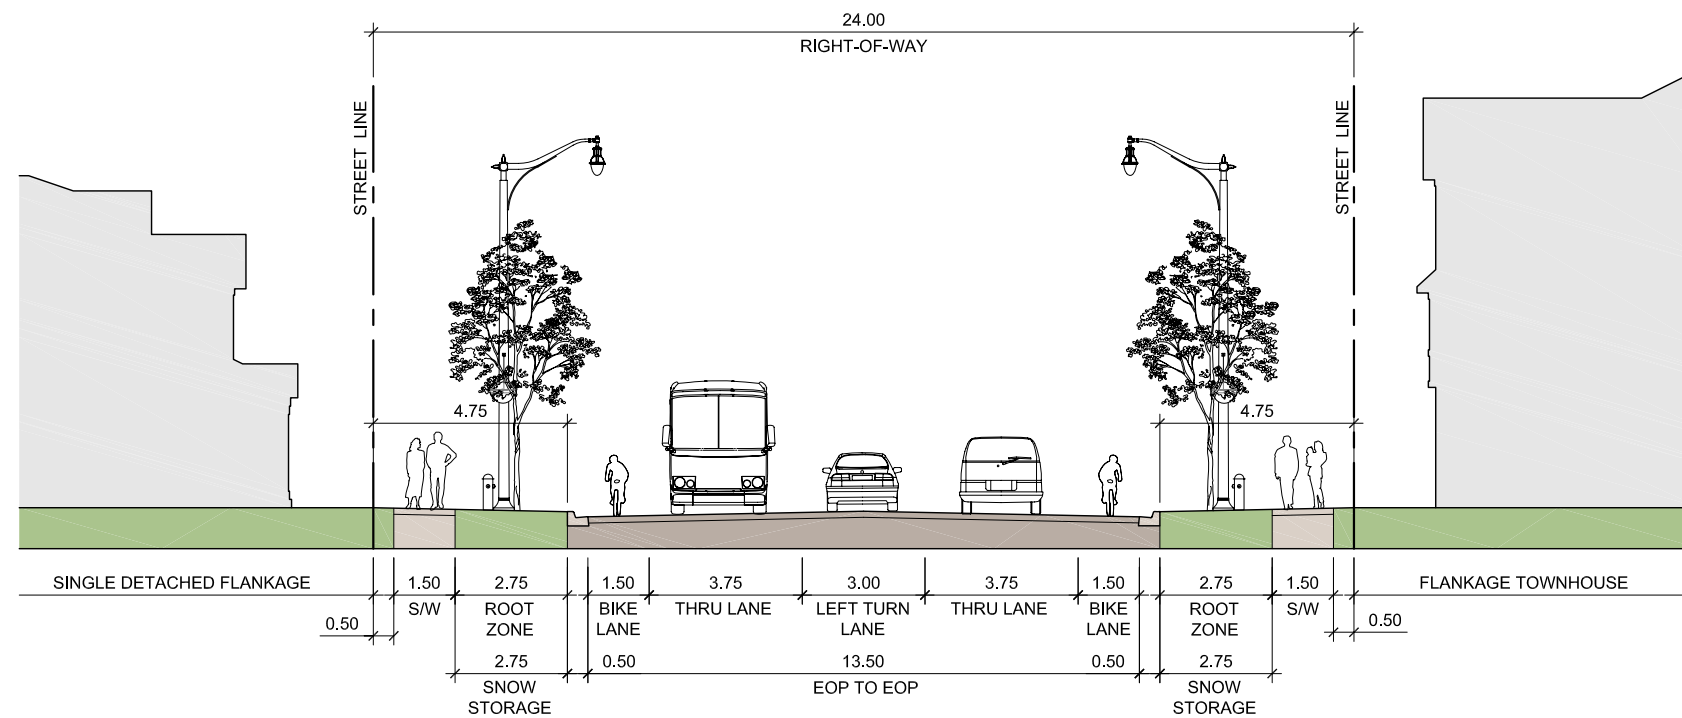 24.00
RIGHT-OF-WAY
STREET LINE
STREET LINE
4.75
4.75
SINGLE DETACHED FLANKAGE
1.50
2.75
1.50
3.75
3.00
3.75
1.50
2.75
1.50
FLANKAGE TOWNHOUSE
S/W
ROOT
ZONE
BIKE
LANE
THRU LANE
LEFT TURN
LANE
THRU LANE
BIKE
LANE
ROOT
ZONE
S/W
0.50
0.50
2.75
0.50
13.50
0.50
2.75
SNOW
STORAGE
EOP TO EOP
SNOW
STORAGE